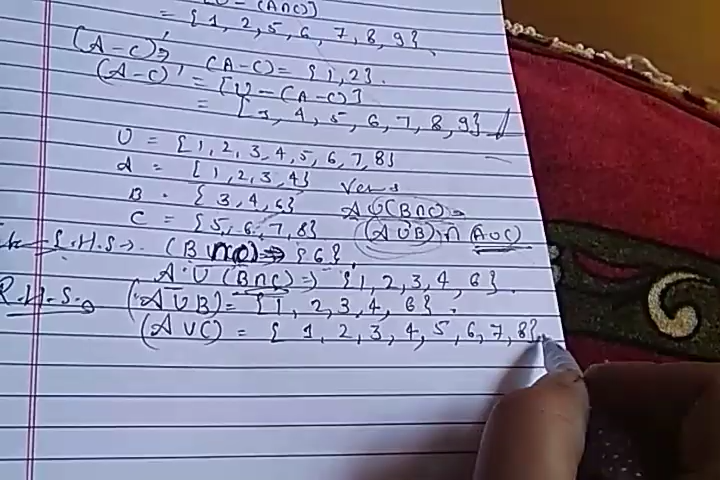 - (A∩C)]
= {1, 2, 5, 6, 7, 8, 9}.
(A-C)', (A-C) = {1,2}.
(A-C)' = [U-(A-C)]
= {3, 4, 5, 6, 7, 8, 9}
U = {1, 2, 3, 4, 5, 6, 7, 8}
A = {1, 2, 3, 4}
B = {3, 4, 6} A∪(B∩C) =
C = {5, 6, 7, 8} (A∪B)∩(A∪C)
L.H.S → (B∩C) ⇒ {6}.
A∪(B∩C) ⇒ {1, 2, 3, 4, 6}.
R.H.S. (A∪B) = {1, 2, 3, 4, 6}.
(A∪C) = {1, 2, 3, 4, 5, 6, 7, 8}.